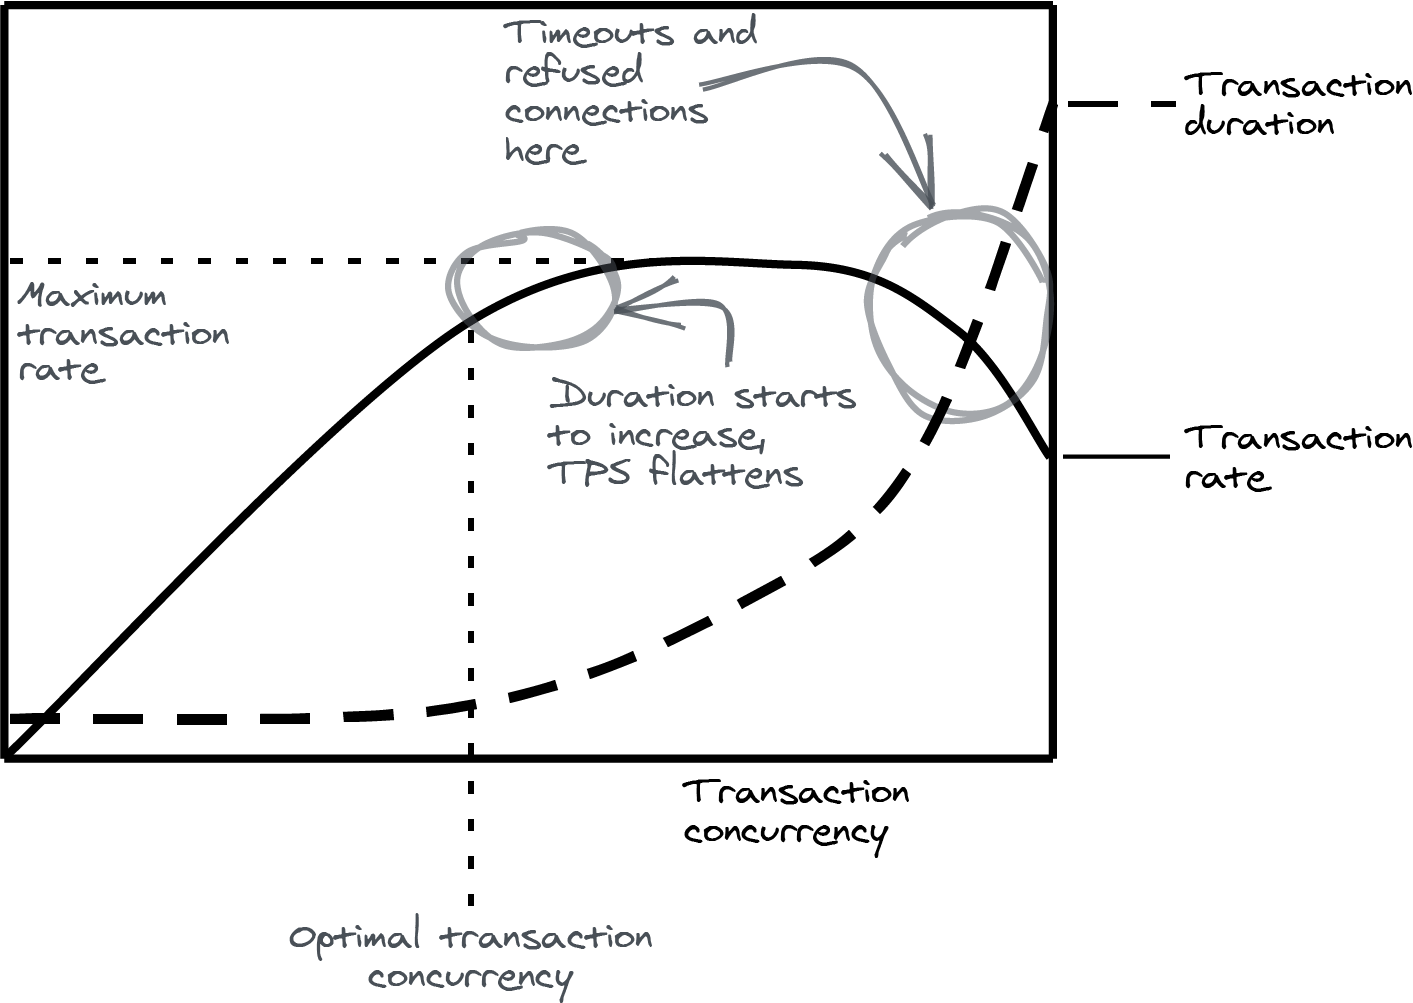 Timeouts and
refused
connections
here
Transaction
duration
Maximum
transaction
rate
Duration starts
to increase,
TPS flattens
Transaction
rate
Transaction
concurrency
Optimal transaction
concurrency